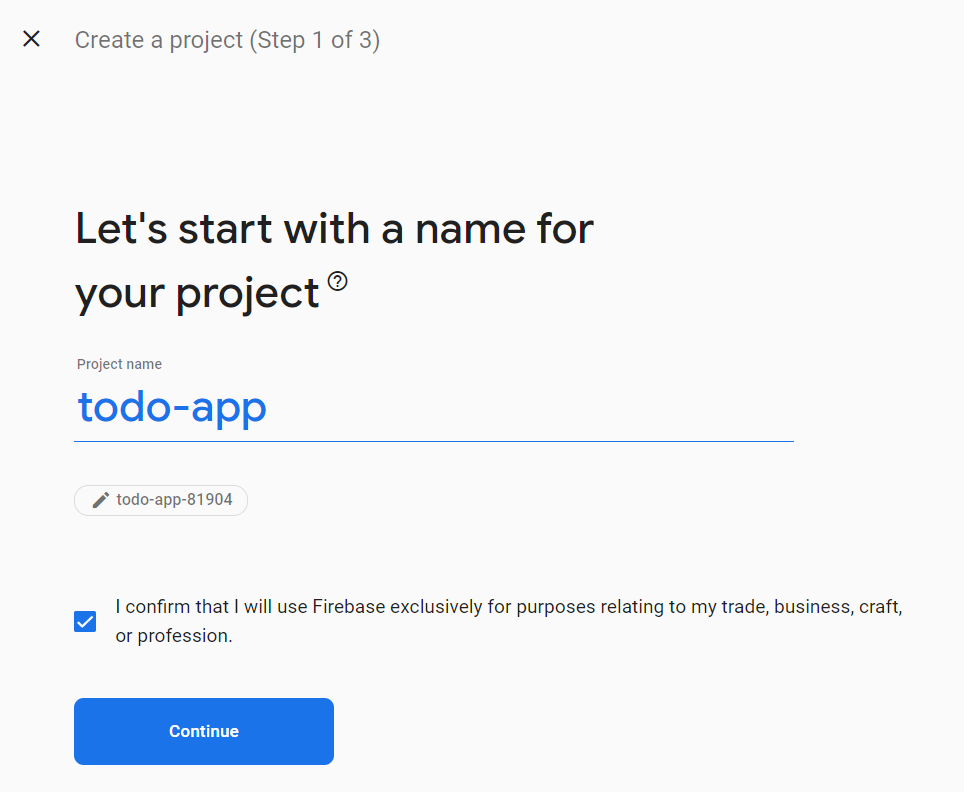 Create a project (Step 1 of 3)
Let's start with a name for
your project
Project name
todo-app
todo-app-81904
I confirm that I will use Firebase exclusively for purposes relating to my trade, business, craft,
or profession.
Continue